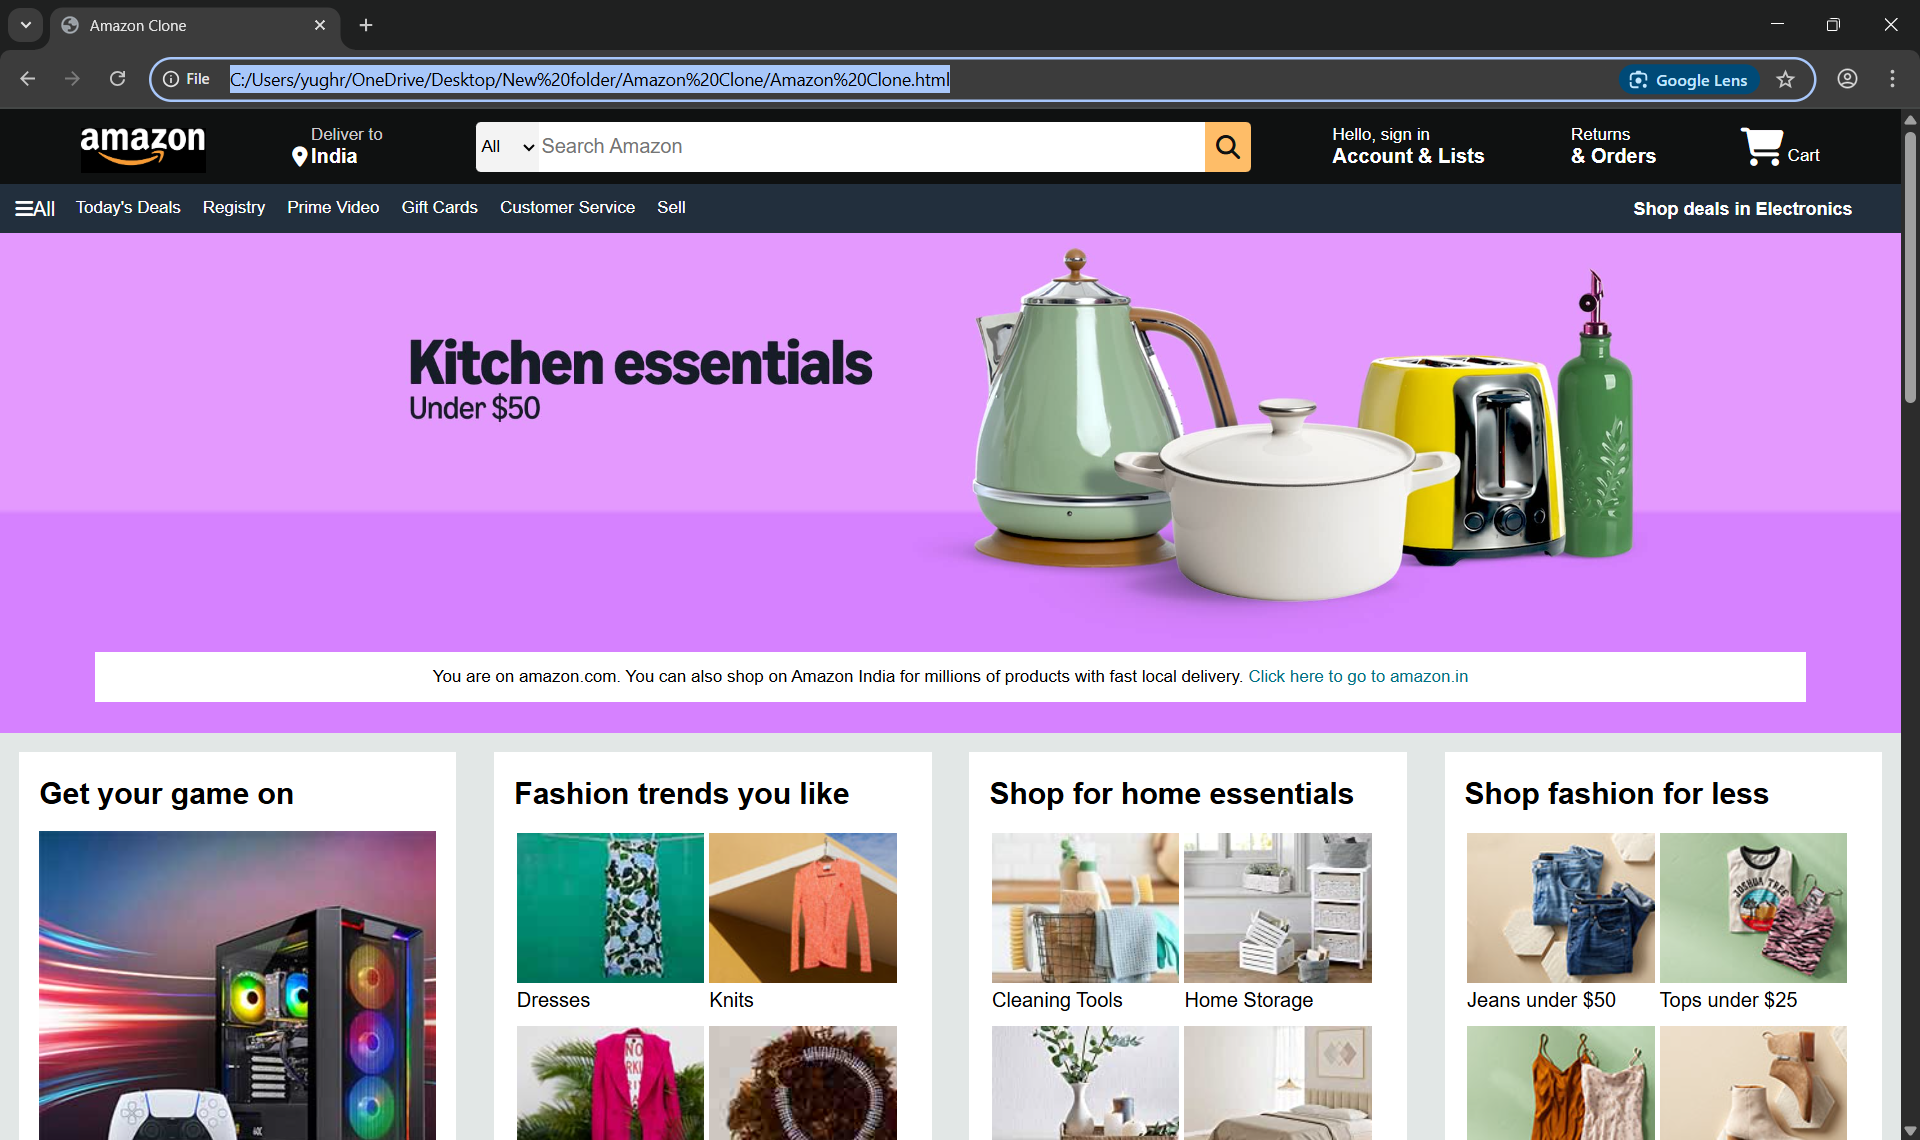 Amazon Clone
File C:/Users/yughr/OneDrive/Desktop/New%20folder/Amazon%20Clone/Amazon%20Clone.html Google Lens
amazon
Deliver to
India
All Search Amazon
Hello, sign in
Account & Lists
Returns
& Orders
Cart
All Today's Deals Registry Prime Video Gift Cards Customer Service Sell Shop deals in Electronics
Kitchen essentials
Under $50
You are on amazon.com. You can also shop on Amazon India for millions of products with fast local delivery. Click here to go to amazon.in
Get your game on Fashion trends you like Shop for home essentials Shop fashion for less
JOSHUA TREE
Dresses Knits Cleaning Tools Home Storage Jeans under $50 Tops under $25
NO